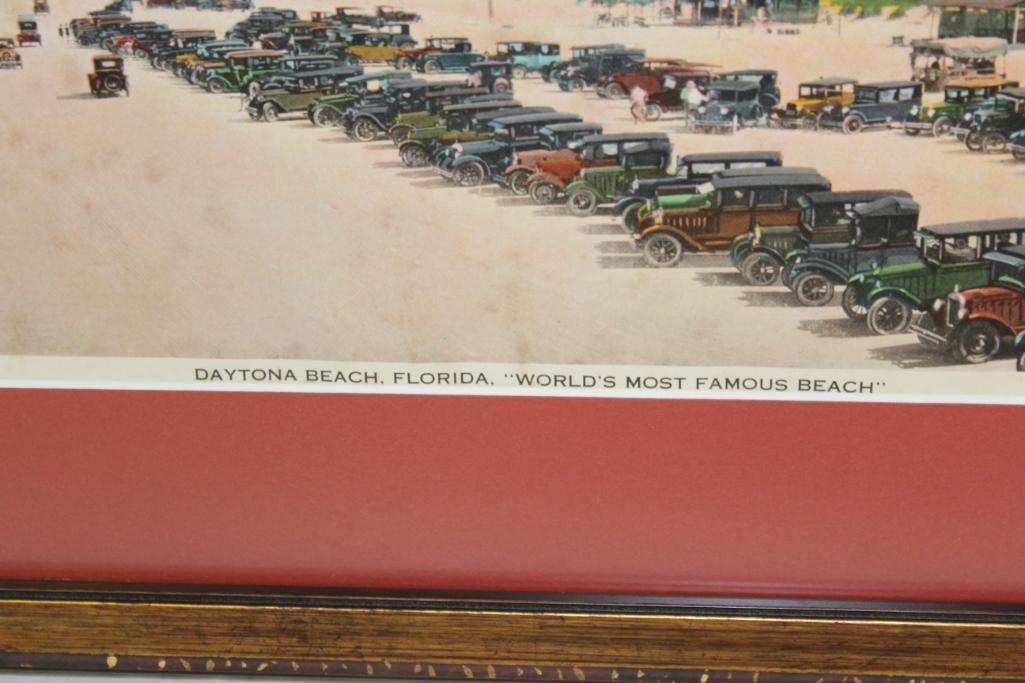 DAYTONA BEACH, FLORIDA, "WORLD'S MOST FAMOUS BEACH"